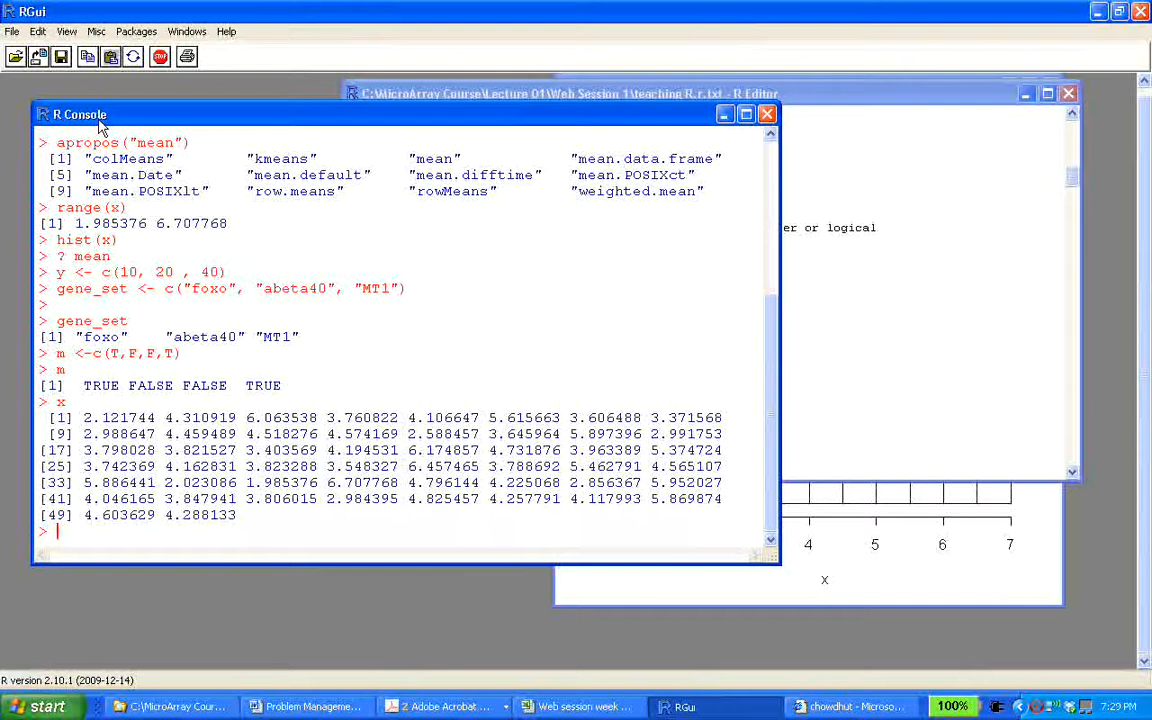 RGui
File Edit View Misc Packages Windows Help
STOP
C:\MicroArray Course\Lecture 01\Web Session 1\teaching R.r.txt - R Editor
R Console
> apropos("mean")
[1] "colMeans" "kmeans" "mean" "mean.data.frame"
[5] "mean.Date" "mean.default" "mean.difftime" "mean.POSIXct"
[9] "mean.POSIXlt" "row.means" "rowMeans" "weighted.mean"
> range(x)
[1] 1.985376 6.707768
> hist(x)
> ? mean
> y <- c(10, 20 , 40)
> gene_set <- c("foxo", "abeta40", "MT1")
>
> gene_set
[1] "foxo" "abeta40" "MT1"
> m <-c(T,F,F,T)
> m
[1] TRUE FALSE FALSE TRUE
> x
[1] 2.121744 4.310919 6.063538 3.760822 4.106647 5.615663 3.606488 3.371568
[9] 2.988647 4.459489 4.518276 4.574169 2.588457 3.645964 5.897396 2.991753
[17] 3.798028 3.821527 3.403569 4.194531 6.174857 4.731876 3.963389 5.374724
[25] 3.742369 4.162831 3.823288 3.548327 6.457465 3.788692 5.462791 4.565107
[33] 5.886441 2.023086 1.985376 6.707768 4.796144 4.225068 2.856367 5.952027
[41] 4.046165 3.847941 3.806015 2.984395 4.825457 4.257791 4.117993 5.869874
[49] 4.603629 4.288133
>
er or logical
4 5 6 7
x
R version 2.10.1 (2009-12-14)
start C:\MicroArray Cour... Problem Manageme... 2 Adobe Acrobat ... Web session week ... RGui chowdhut - Microso... 100% 7:29 PM